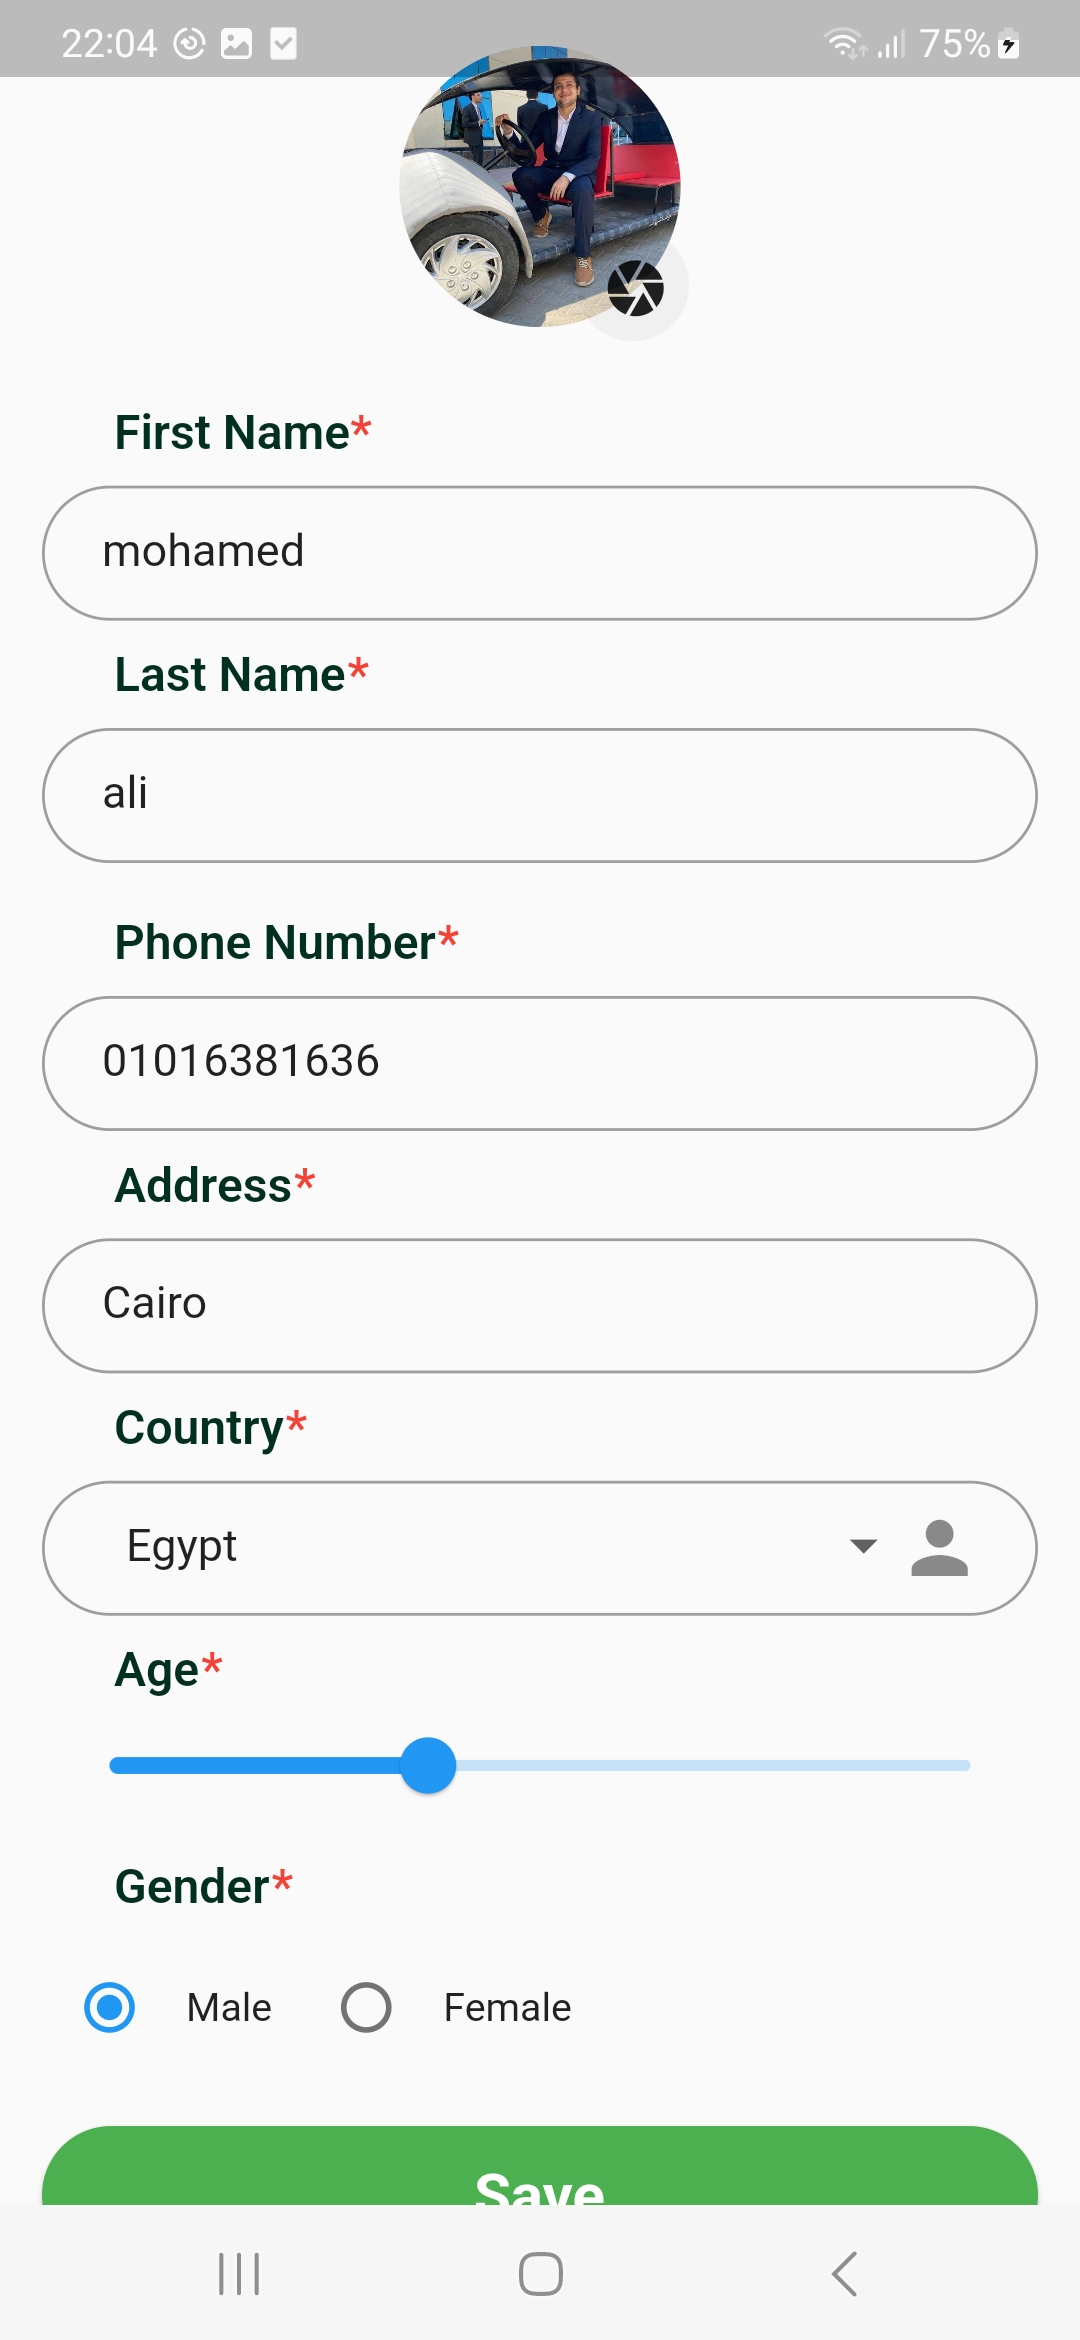 22:04 75%
First Name*
mohamed
Last Name*
ali
Phone Number*
01016381636
Address*
Cairo
Country*
Egypt
Age*
Gender*
Male Female
Save